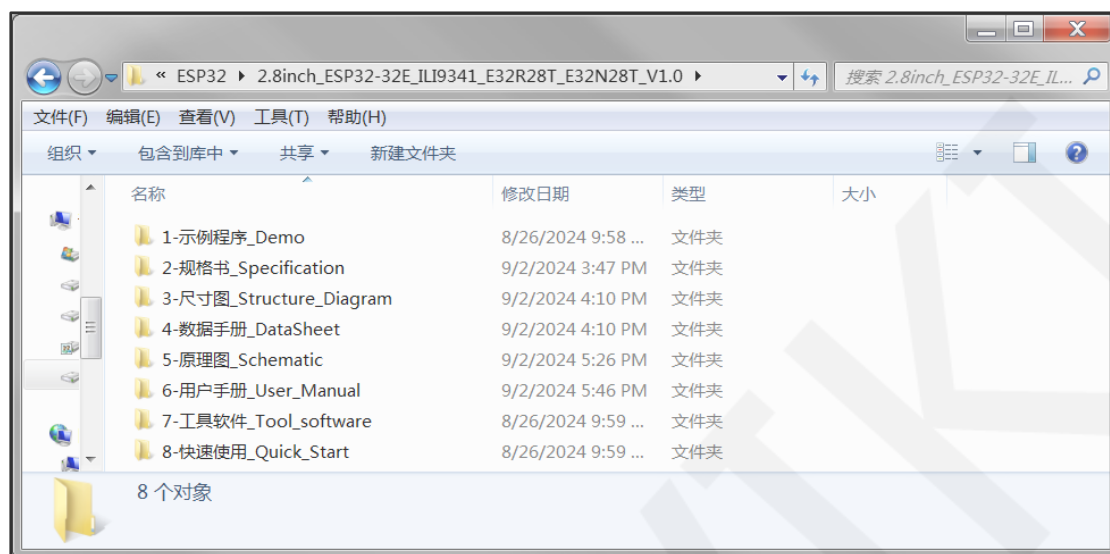 X
« ESP32 ▸ 2.8inch_ESP32-32E_ILI9341_E32R28T_E32N28T_V1.0 ▸ 搜索 2.8inch_ESP32-32E_IL...
文件(F) 编辑(E) 查看(V) 工具(T) 帮助(H)
组织 包含到库中 共享 新建文件夹
名称 修改日期 类型 大小
1-示例程序_Demo 8/26/2024 9:58 ... 文件夹
2-规格书_Specification 9/2/2024 3:47 PM 文件夹
3-尺寸图_Structure_Diagram 9/2/2024 4:10 PM 文件夹
4-数据手册_DataSheet 9/2/2024 4:10 PM 文件夹
5-原理图_Schematic 9/2/2024 5:26 PM 文件夹
6-用户手册_User_Manual 9/2/2024 5:46 PM 文件夹
7-工具软件_Tool_software 8/26/2024 9:59 ... 文件夹
8-快速使用_Quick_Start 8/26/2024 9:59 ... 文件夹
8 个对象